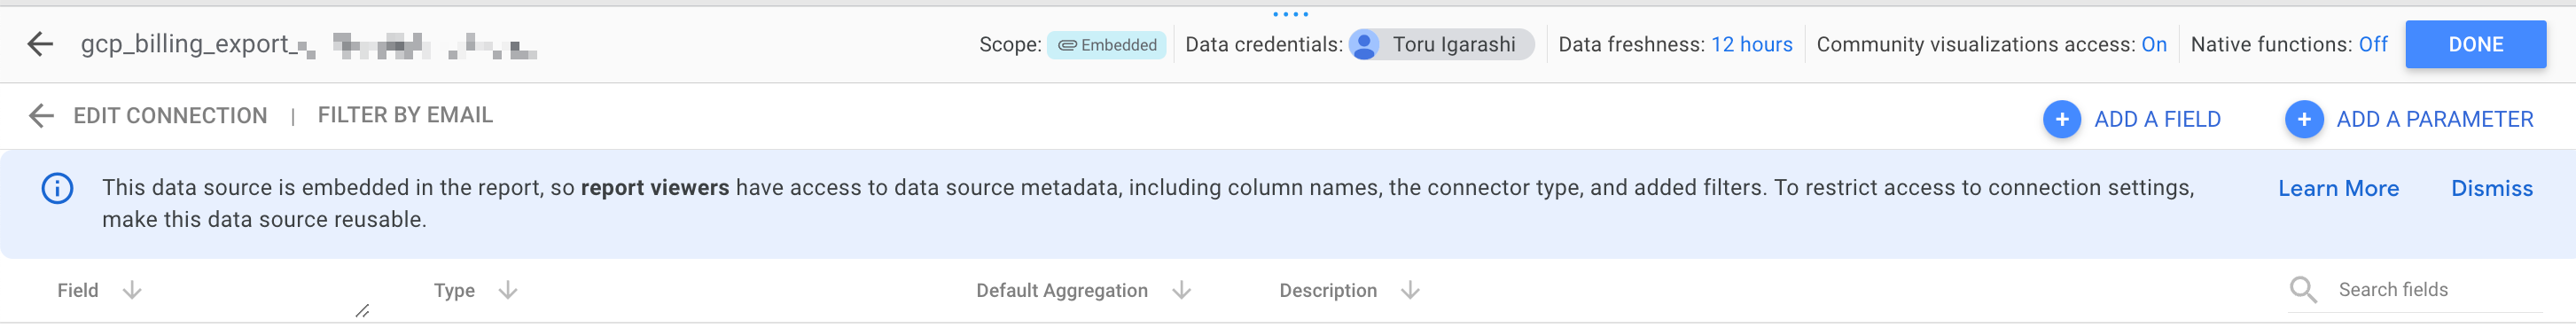 gcp_billing_export_
Scope: Embedded Data credentials: Toru Igarashi Data freshness: 12 hours Community visualizations access: On Native functions: Off DONE
EDIT CONNECTION | FILTER BY EMAIL
+ ADD A FIELD + ADD A PARAMETER
This data source is embedded in the report, so report viewers have access to data source metadata, including column names, the connector type, and added filters. To restrict access to connection settings,
make this data source reusable.
Learn More Dismiss
Field Type Default Aggregation Description Search fields